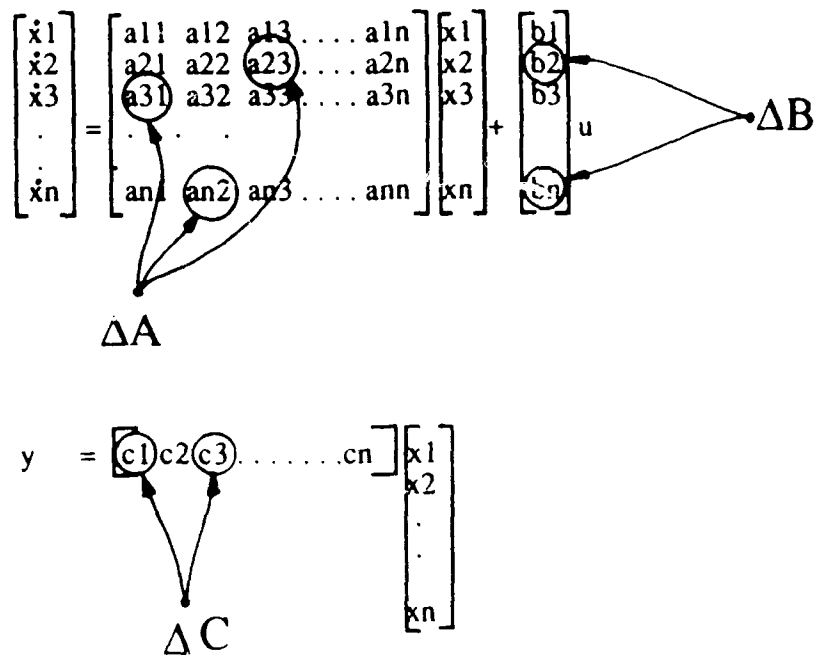 ẋ1 a11 a12 a13 .... a1n x1 b1
ẋ2 a21 a22 a23 .... a2n x2 b2
ẋ3 a31 a32 a33 .... a3n x3 b3
. = . . . + u ΔB
.
ẋn an1 an2 an3 .... ann xn bn
ΔA
y = [c1 c2 c3 ....... cn] x1
x2
.
.
xn
ΔC